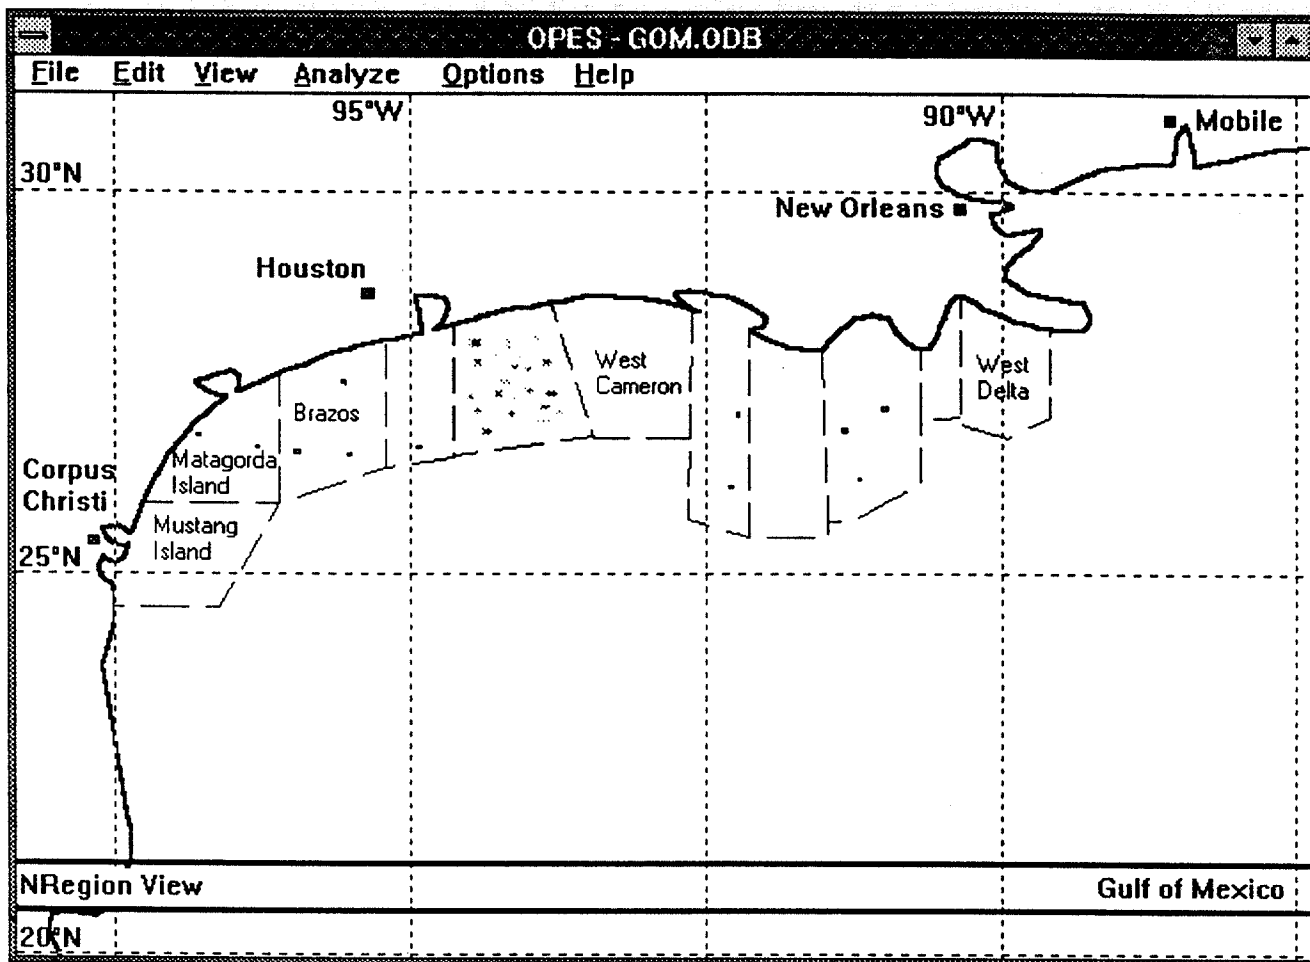 OPES - GOM.ODB
File Edit View Analyze Options Help
95°W
90°W
Mobile
30°N
New Orleans
Houston
West
Cameron
West
Delta
Brazos
Matagorda
Island
Corpus
Christi
Mustang
Island
25°N
NRegion View
Gulf of Mexico
20°N